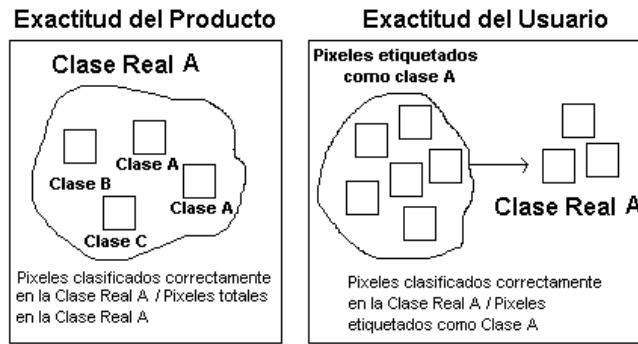 Exactitud del Producto
Clase Real A
Clase A
Clase B
Clase A
Clase C
Pixeles clasificados correctamente
en la Clase Real A / Pixeles totales
en la Clase Real A
Exactitud del Usuario
Pixeles etiquetados
como clase A
Clase Real A
Pixeles clasificados correctamente
en la Clase Real A / Pixeles
etiquetados como Clase A